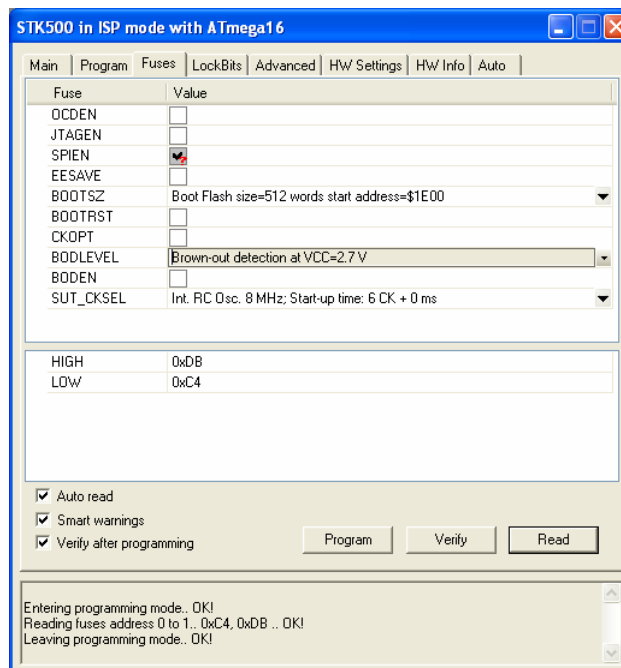 STK500 in ISP mode with ATmega16
Main Program Fuses LockBits Advanced HW Settings HW Info Auto
Fuse Value
OCDEN
JTAGEN
SPIEN
EESAVE
BOOTSZ Boot Flash size=512 words start address=$1E00
BOOTRST
CKOPT
BODLEVEL Brown-out detection at VCC=2.7 V
BODEN
SUT_CKSEL Int. RC Osc. 8 MHz; Start-up time: 6 CK + 0 ms
HIGH 0xDB
LOW 0xC4
Auto read
Smart warnings
Verify after programming
Program Verify Read
Entering programming mode.. OK!
Reading fuses address 0 to 1.. 0xC4, 0xDB .. OK!
Leaving programming mode.. OK!